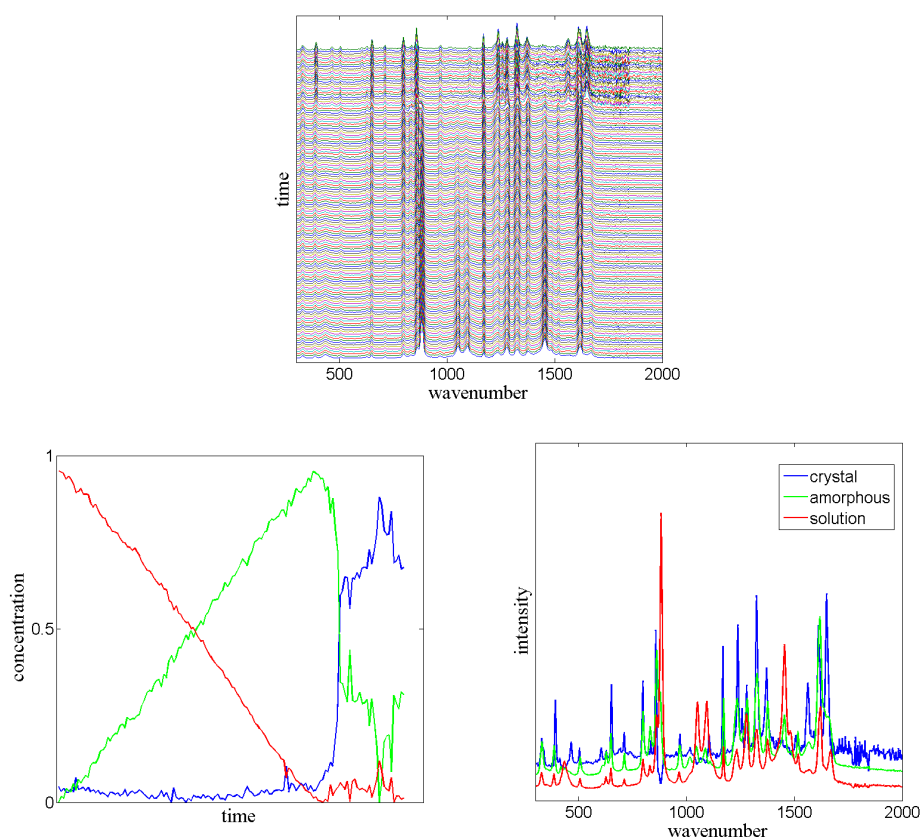 time
500
1000
1500
2000
wavenumber
1
0.5
0
concentration
time
crystal
amorphous
solution
intensity
500
1000
1500
2000
wavenumber